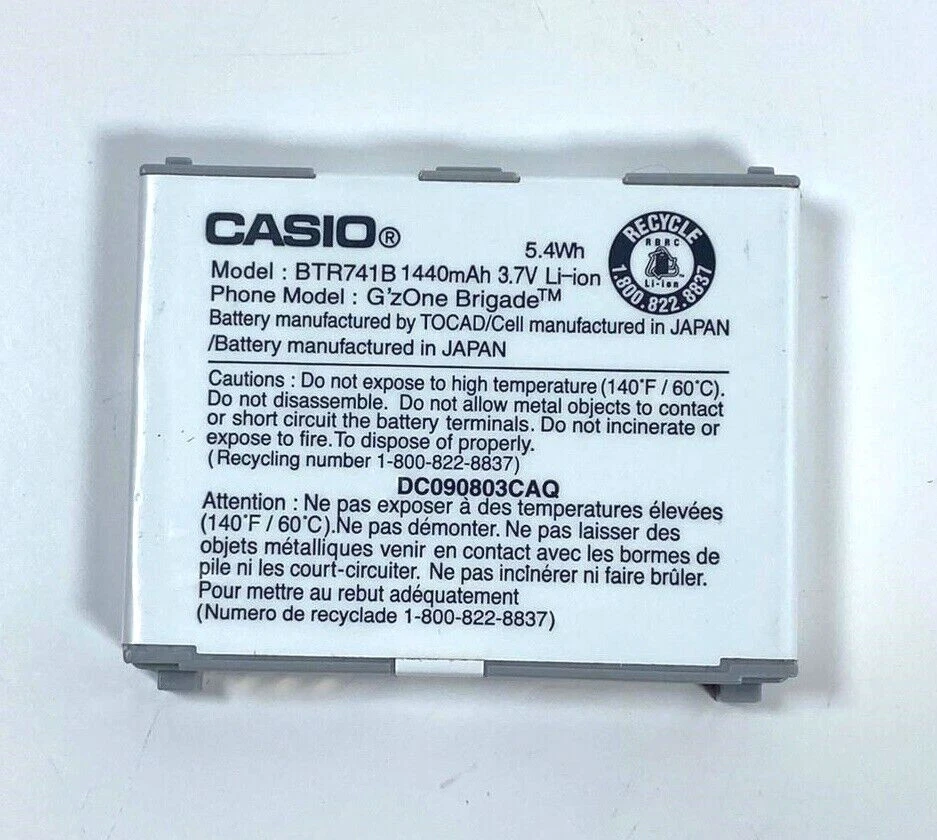 CASIO®
5.4Wh
Model : BTR741B 1440mAh 3.7V Li-ion
Phone Model : G'zOne Brigade™
RECYCLE
RBRC
Li-ion
1.800.822.8837
Battery manufactured by TOCAD/Cell manufactured in JAPAN
/Battery manufactured in JAPAN
Cautions : Do not expose to high temperature (140°F / 60°C).
Do not disassemble. Do not allow metal objects to contact
or short circuit the battery terminals. Do not incinerate or
expose to fire. To dispose of properly.
( Recycling number 1-800-822-8837)
DC090803CAQ
Attention : Ne pas exposer à des temperatures élevées
(140°F / 60°C).Ne pas démonter. Ne pas laisser des
objets métalliques venir en contact avec les bormes de
pile ni les court-circuiter. Ne pas incinérer ni faire brûler.
Pour mettre au rebut adéquatement
(Numero de recyclade 1-800-822-8837)